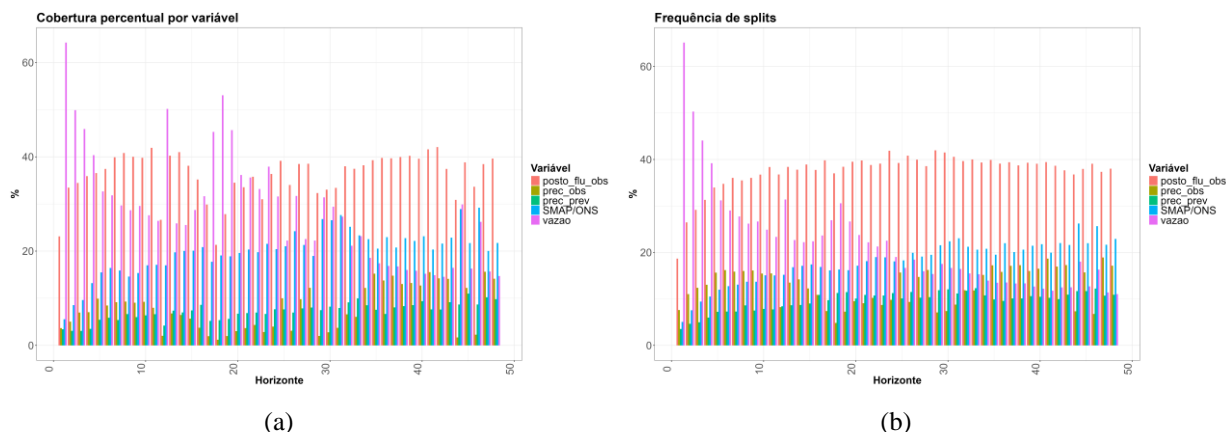 Cobertura percentual por variável
60
40
20
0
%
0
10
20
30
40
50
Horizonte
Variável
posto_flu_obs
prec_obs
prec_prev
SMAP/ONS
vazao
(a)
Frequência de splits
60
40
20
0
%
0
10
20
30
40
50
Horizonte
Variável
posto_flu_obs
prec_obs
prec_prev
SMAP/ONS
vazao
(b)